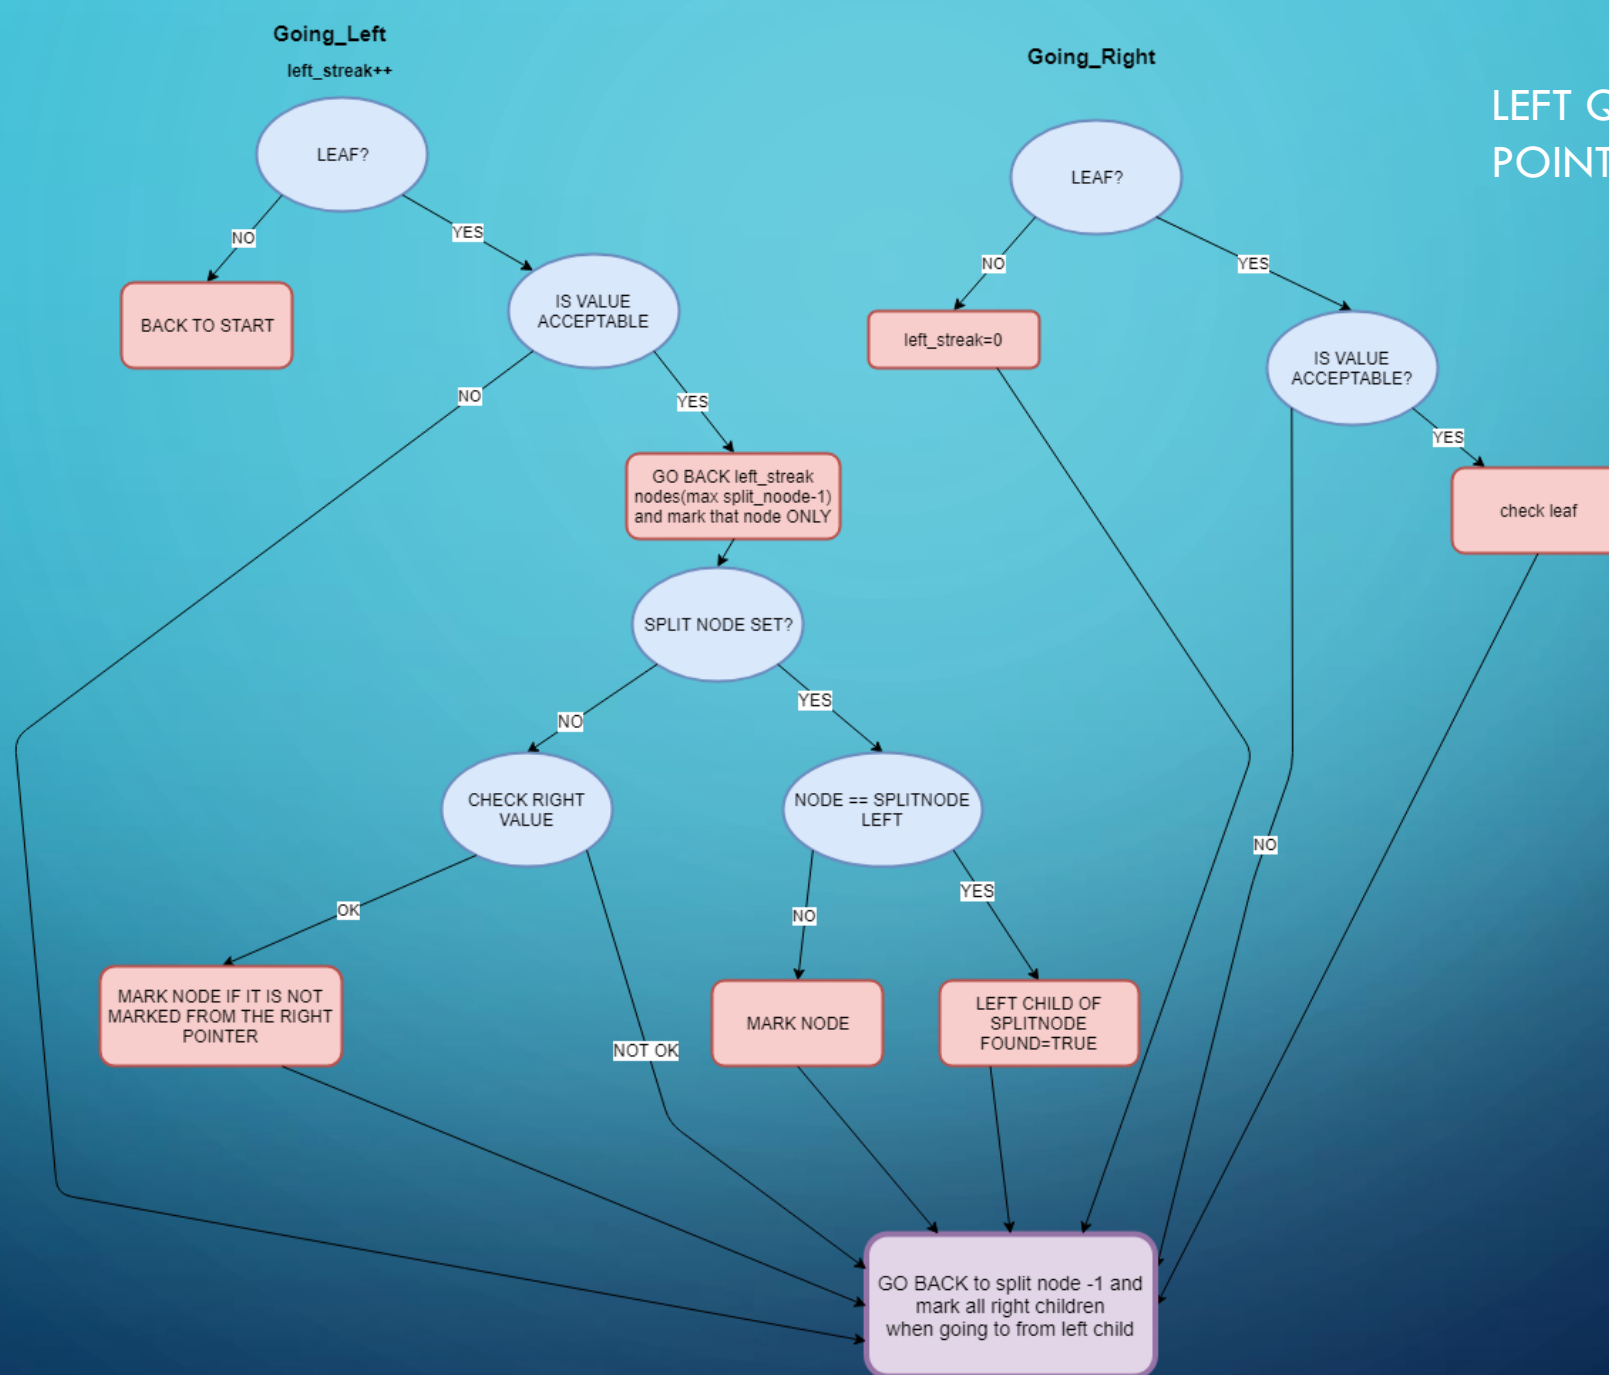 Going_Left
left_streak++
LEAF?
NO
YES
BACK TO START
IS VALUE
ACCEPTABLE
NO
YES
GO BACK left_streak
nodes(max split_noode-1)
and mark that node ONLY
SPLIT NODE SET?
NO
YES
CHECK RIGHT
VALUE
NODE == SPLITNODE
LEFT
OK
NOT OK
NO
YES
MARK NODE IF IT IS NOT
MARKED FROM THE RIGHT
POINTER
MARK NODE
LEFT CHILD OF
SPLITNODE
FOUND=TRUE
Going_Right
LEAF?
NO
YES
left_streak=0
IS VALUE
ACCEPTABLE?
YES
NO
check leaf
GO BACK to split node -1 and
mark all right children
when going to from left child
LEFT Q
POINT